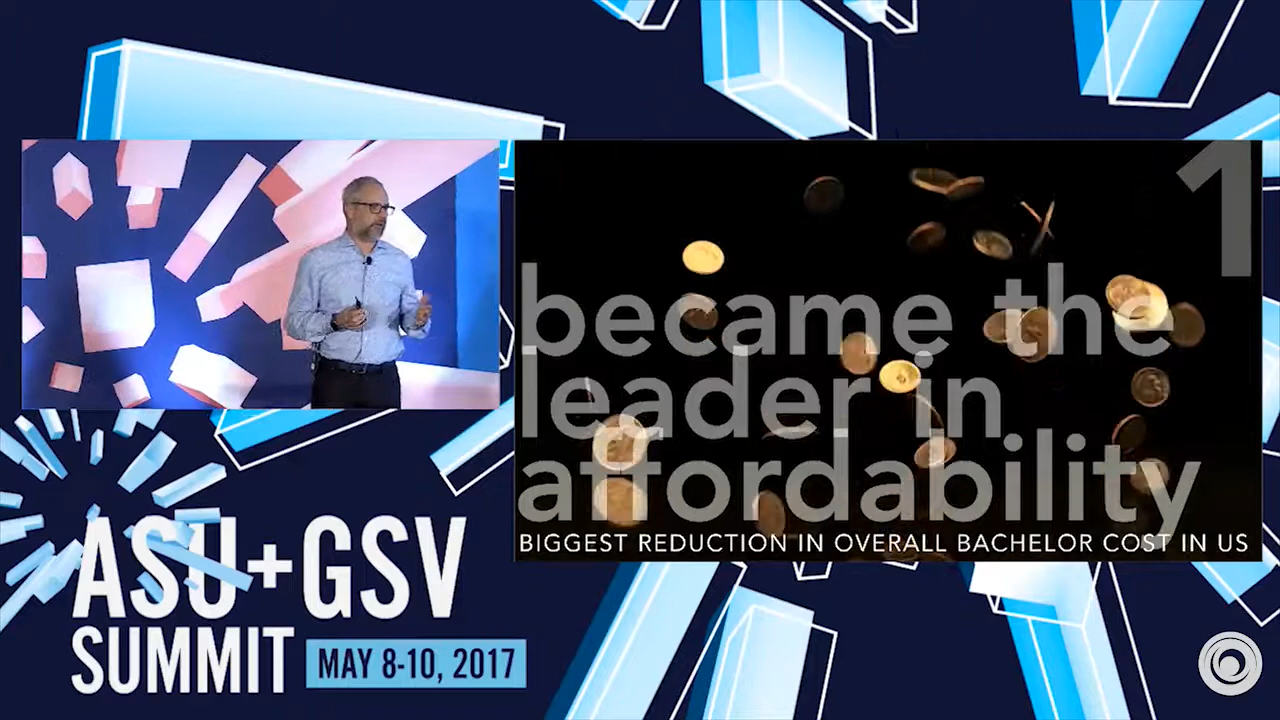 1
became the
leader in
affordability
BIGGEST REDUCTION IN OVERALL BACHELOR COST IN US
ASU+GSV
SUMMIT
MAY 8-10, 2017